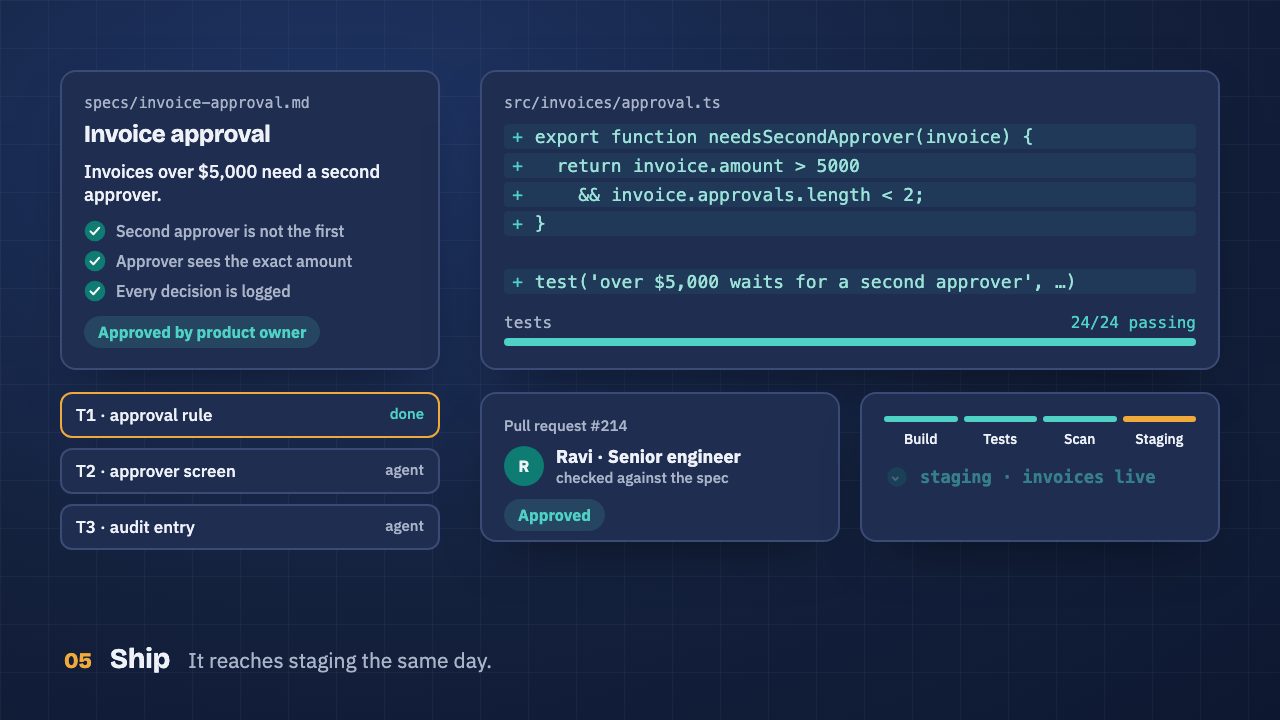 specs/invoice-approval.md
Invoice approval
Invoices over $5,000 need a second
approver.
Second approver is not the first
Approver sees the exact amount
Every decision is logged
Approved by product owner
src/invoices/approval.ts
+ export function needsSecondApprover(invoice) {
+   return invoice.amount > 5000
+     && invoice.approvals.length < 2;
+ }
+ test('over $5,000 waits for a second approver', …)
tests 24/24 passing
T1 · approval rule done
T2 · approver screen agent
T3 · audit entry agent
Pull request #214
R
Ravi · Senior engineer
checked against the spec
Approved
Build Tests Scan Staging
staging · invoices live
05 Ship It reaches staging the same day.